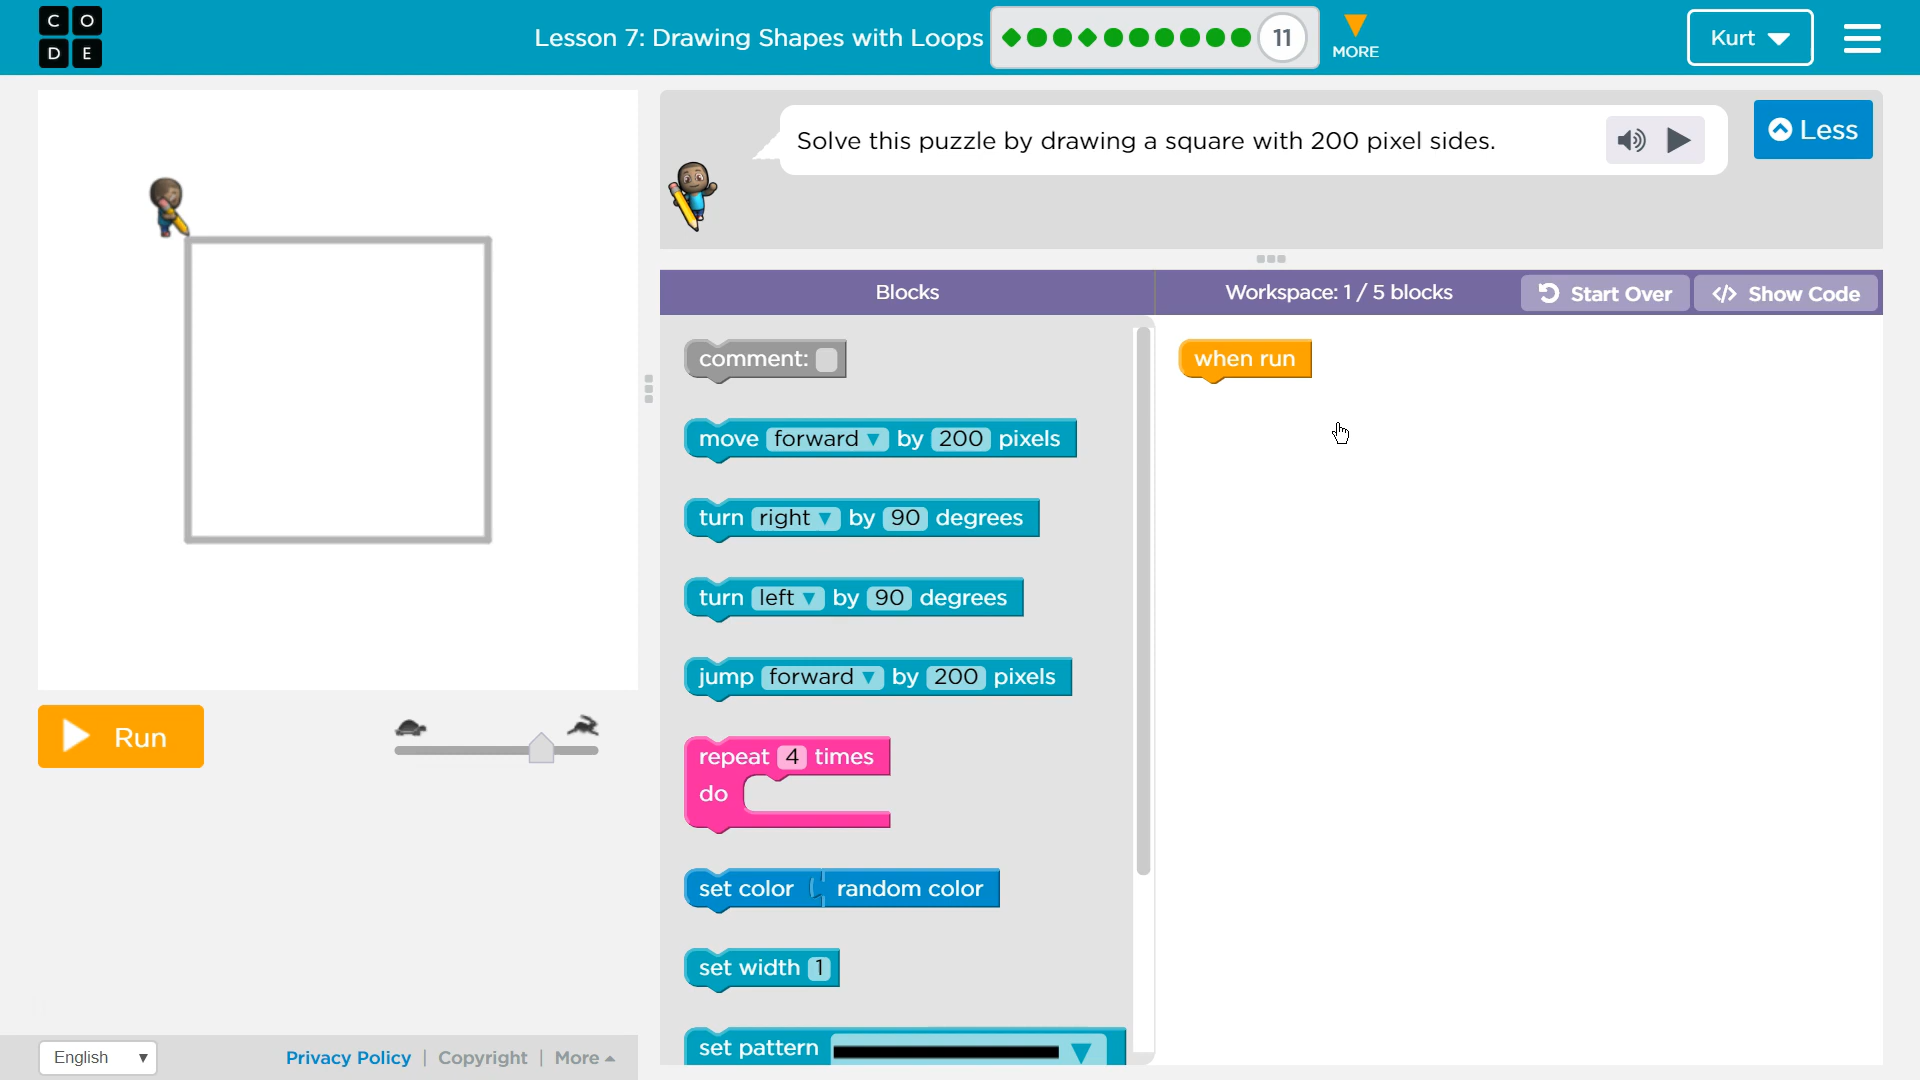 C O
D E
Lesson 7: Drawing Shapes with Loops
11
MORE
Kurt
Solve this puzzle by drawing a square with 200 pixel sides.
Less
Blocks
Workspace: 1 / 5 blocks
Start Over
</> Show Code
comment:
when run
move forward by 200 pixels
turn right by 90 degrees
turn left by 90 degrees
jump forward by 200 pixels
Run
repeat 4 times
do
set color random color
set width 1
set pattern
English
Privacy Policy | Copyright | More